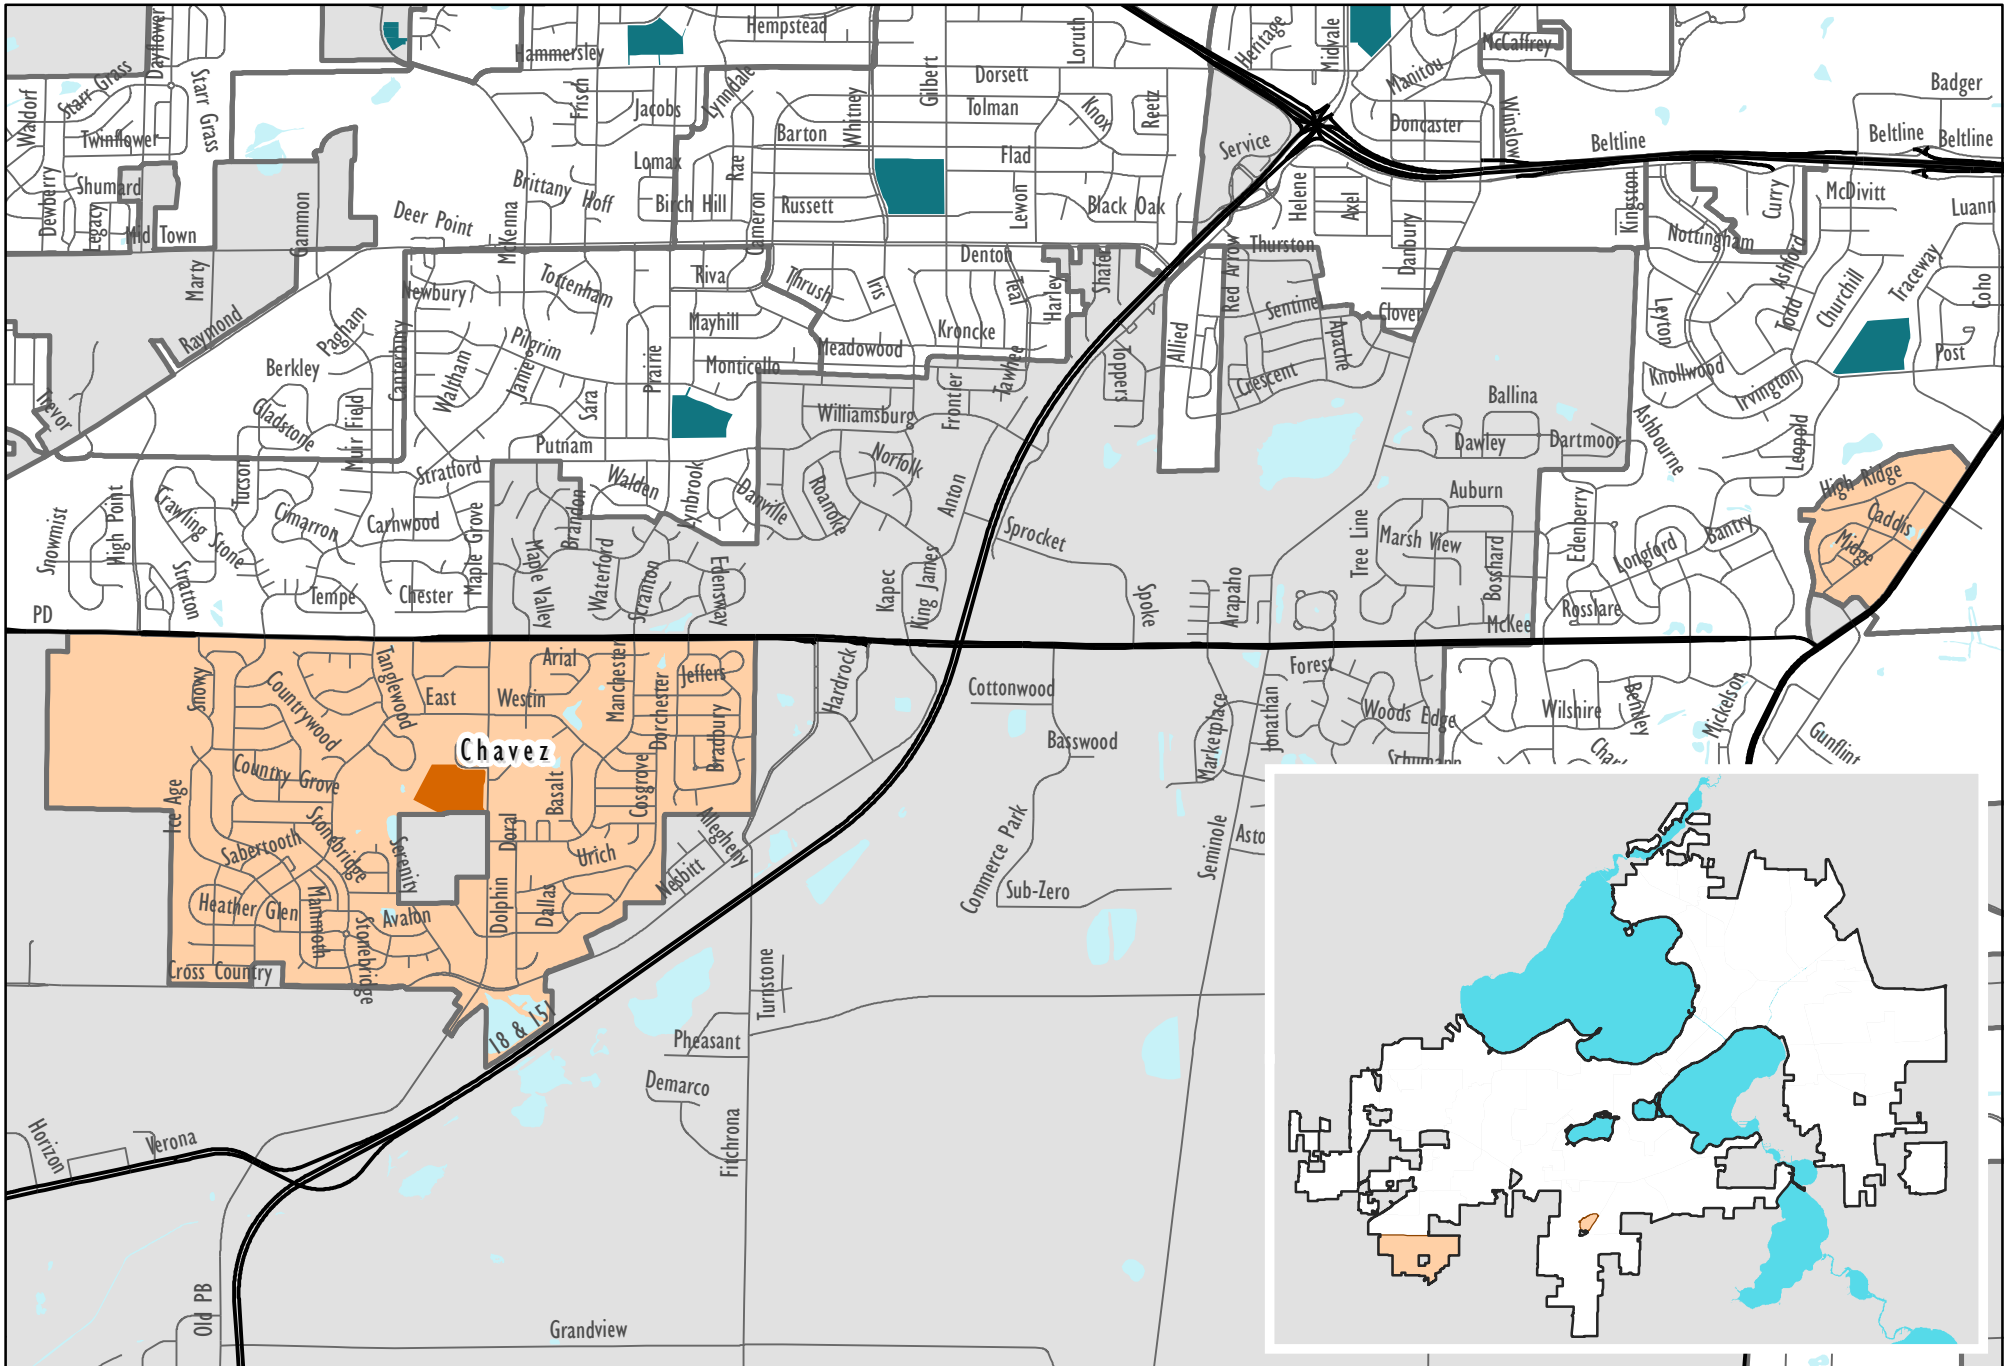 Hempstead
Loruth
Heritage
Midvale
McCaffrey
Dayflower
Hammersley
Starr Grass
Starr Grass
Waldorf
Frisch
Jacobs
Lynndale
Whitney
Gilbert
Dorsett
Tolman
Knox
Reetz
Manitou
Winslow
Badger
Twinflower
Barton
Doncaster
Beltline
Beltline
Beltline
Service
Flad
Lomax
Rae
Shumard
Dewberry
Legacy
Mid Town
Brittany
Hoff
Birch Hill
Cameron
Russett
Lewon
Black Oak
Helene
Axel
Danbury
Kingston
Curry
McDivitt
Luann
Gammon
Deer Point
McKenna
Marty
Thurston
Nottingham
Ashford
Denton
Shafer
Red Arrow
Traceway
Coho
Raymond
Newbury
Tottenham
Riva
Thrush
Iris
Teal
Harley
Sentinel
Clover
Leyton
Todd
Churchill
Pagham
Canterbury
Pilgrim
Mayhill
Kroncke
Allied
Apache
Post
Berkley
Waltham
Jamie
Prairie
Monticello
Meadowood
Tawhee
Todders
Crescent
Knollwood
Irvington
Trevor
Gladstone
Muir Field
Sara
Williamsburg
Frontier
Ballina
Ashbourne
Leopold
Putnam
Norfolk
Dawley
Dartmoor
High Ridge
Tucson
Stratford
Walden
Lynbrook
Danville
Roanoke
Anton
Auburn
Caddis
Midge
Snowmist
High Point
Crawling Stone
Cimarron
Carnwood
Maple Grove
Brandon
Sprocket
Tree Line
Marsh View
Bosshard
Edenberry
Longford
Bantry
Stratton
Tempe
Chester
Maple Valley
Waterford
Scranton
Edensway
Kapec
King James
Spoke
Arapaho
Rosslare
PD
McKee
Snowy
Countrywood
Tanglewood
East
Westin
Arial
Manchester
Dorchester
Jeffers
Bradbury
Hardrock
Cottonwood
Forest
Marketplace
Jonathan
Woods Edge
Wilshire
Bentley
Mickelson
Gunflint
Chavez
Basswood
Schumann
Country Grove
Ice Age
Basalt
Cosgrove
Stonebridge
Sabertooth
Serenity
Doral
Urich
Allegheny
Nesbitt
Commerce Park
Seminole
Sub-Zero
Heather Glen
Mammoth
Stonebridge
Avalon
Dolphin
Dallas
Cross Country
Turnstone
18 & 151
Pheasant
Demarco
Fitchrona
Horizon
Verona
Old PB
Grandview